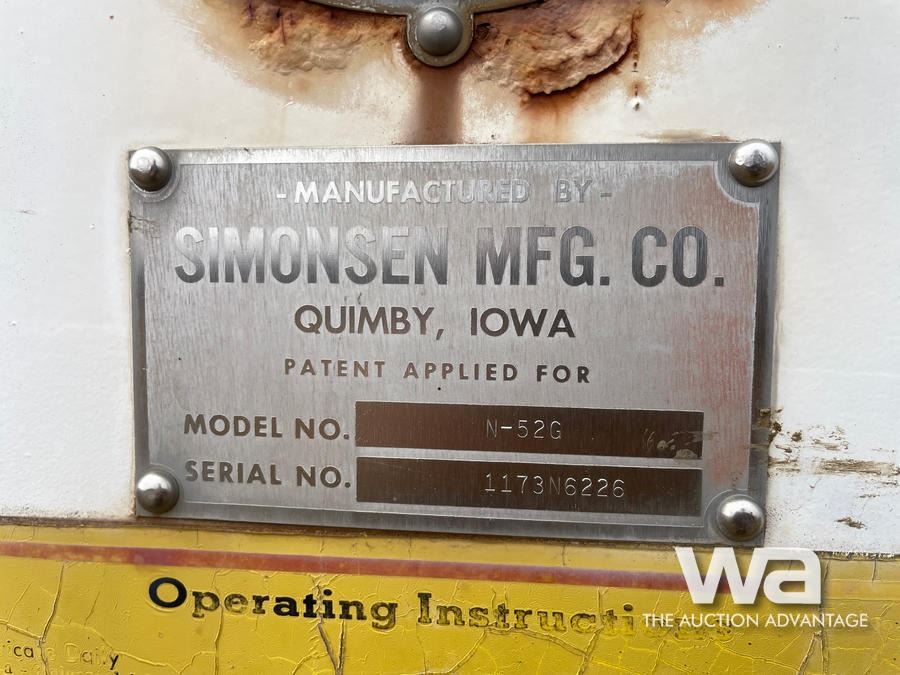 - MANUFACTURED BY -
SIMONSEN MFG. CO.
QUIMBY, IOWA
PATENT APPLIED FOR
MODEL NO. N-52G
SERIAL NO. 1173N6226
wa
THE AUCTION ADVANTAGE
Operating Instructions